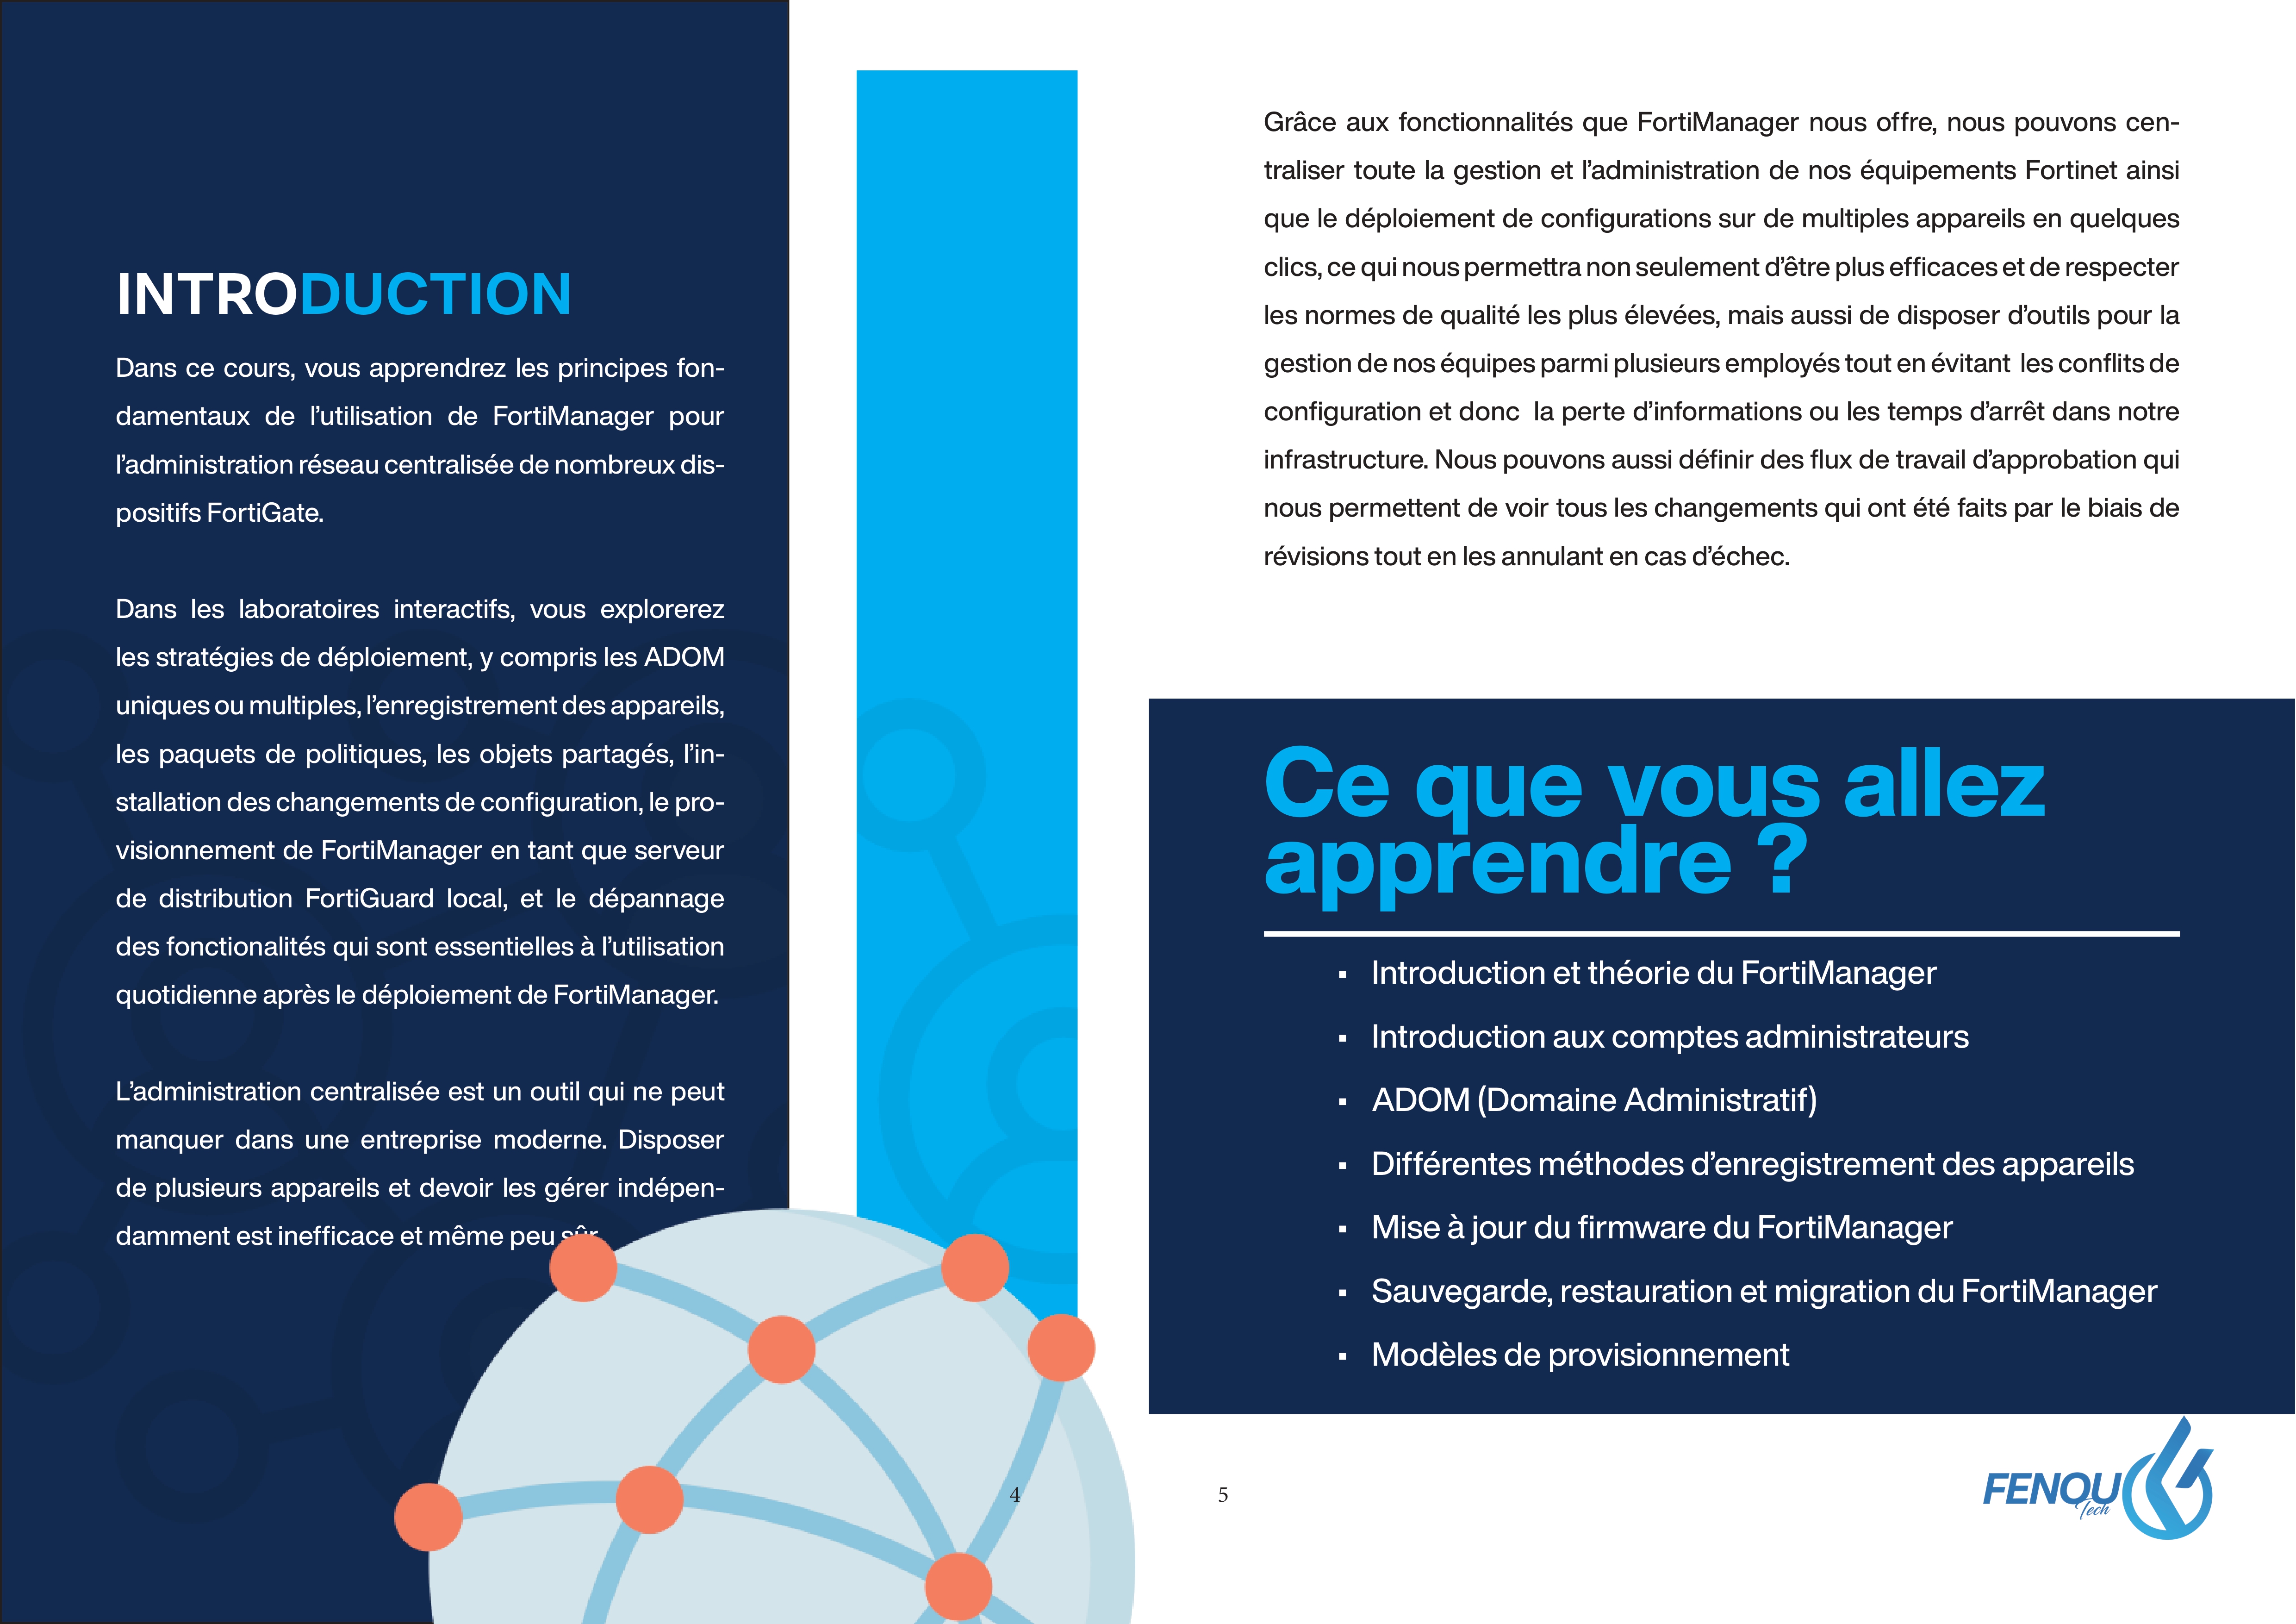 INTRODUCTION
Dans ce cours, vous apprendrez les principes fon-
damentaux de l’utilisation de FortiManager pour
l’administration réseau centralisée de nombreux dis-
positifs FortiGate.
Dans les laboratoires interactifs, vous explorerez
les stratégies de déploiement, y compris les ADOM
uniques ou multiples, l’enregistrement des appareils,
les paquets de politiques, les objets partagés, l’in-
stallation des changements de configuration, le pro-
visionnement de FortiManager en tant que serveur
de distribution FortiGuard local, et le dépannage
des fonctionalités qui sont essentielles à l’utilisation
quotidienne après le déploiement de FortiManager.
L’administration centralisée est un outil qui ne peut
manquer dans une entreprise moderne. Disposer
de plusieurs appareils et devoir les gérer indépen-
damment est inefficace et même peu sûr
4
Grâce aux fonctionnalités que FortiManager nous offre, nous pouvons cen-
traliser toute la gestion et l’administration de nos équipements Fortinet ainsi
que le déploiement de configurations sur de multiples appareils en quelques
clics, ce qui nous permettra non seulement d’être plus efficaces et de respecter
les normes de qualité les plus élevées, mais aussi de disposer d’outils pour la
gestion de nos équipes parmi plusieurs employés tout en évitant les conflits de
configuration et donc la perte d’informations ou les temps d’arrêt dans notre
infrastructure. Nous pouvons aussi définir des flux de travail d’approbation qui
nous permettent de voir tous les changements qui ont été faits par le biais de
révisions tout en les annulant en cas d’échec.
Ce que vous allez
apprendre ?
▪ Introduction et théorie du FortiManager
▪ Introduction aux comptes administrateurs
▪ ADOM (Domaine Administratif)
▪ Différentes méthodes d’enregistrement des appareils
▪ Mise à jour du firmware du FortiManager
▪ Sauvegarde, restauration et migration du FortiManager
▪ Modèles de provisionnement
5
FENOU
Tech